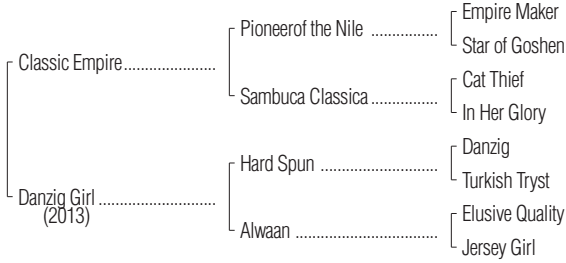 Empire Maker
Pioneerof the Nile ................
Star of Goshen
Classic Empire......................
Cat Thief
Sambuca Classica................
In Her Glory
Danzig
Hard Spun ............................
Turkish Tryst
Danzig Girl ............................
(2013)
Elusive Quality
Alwaan ..................................
Jersey Girl